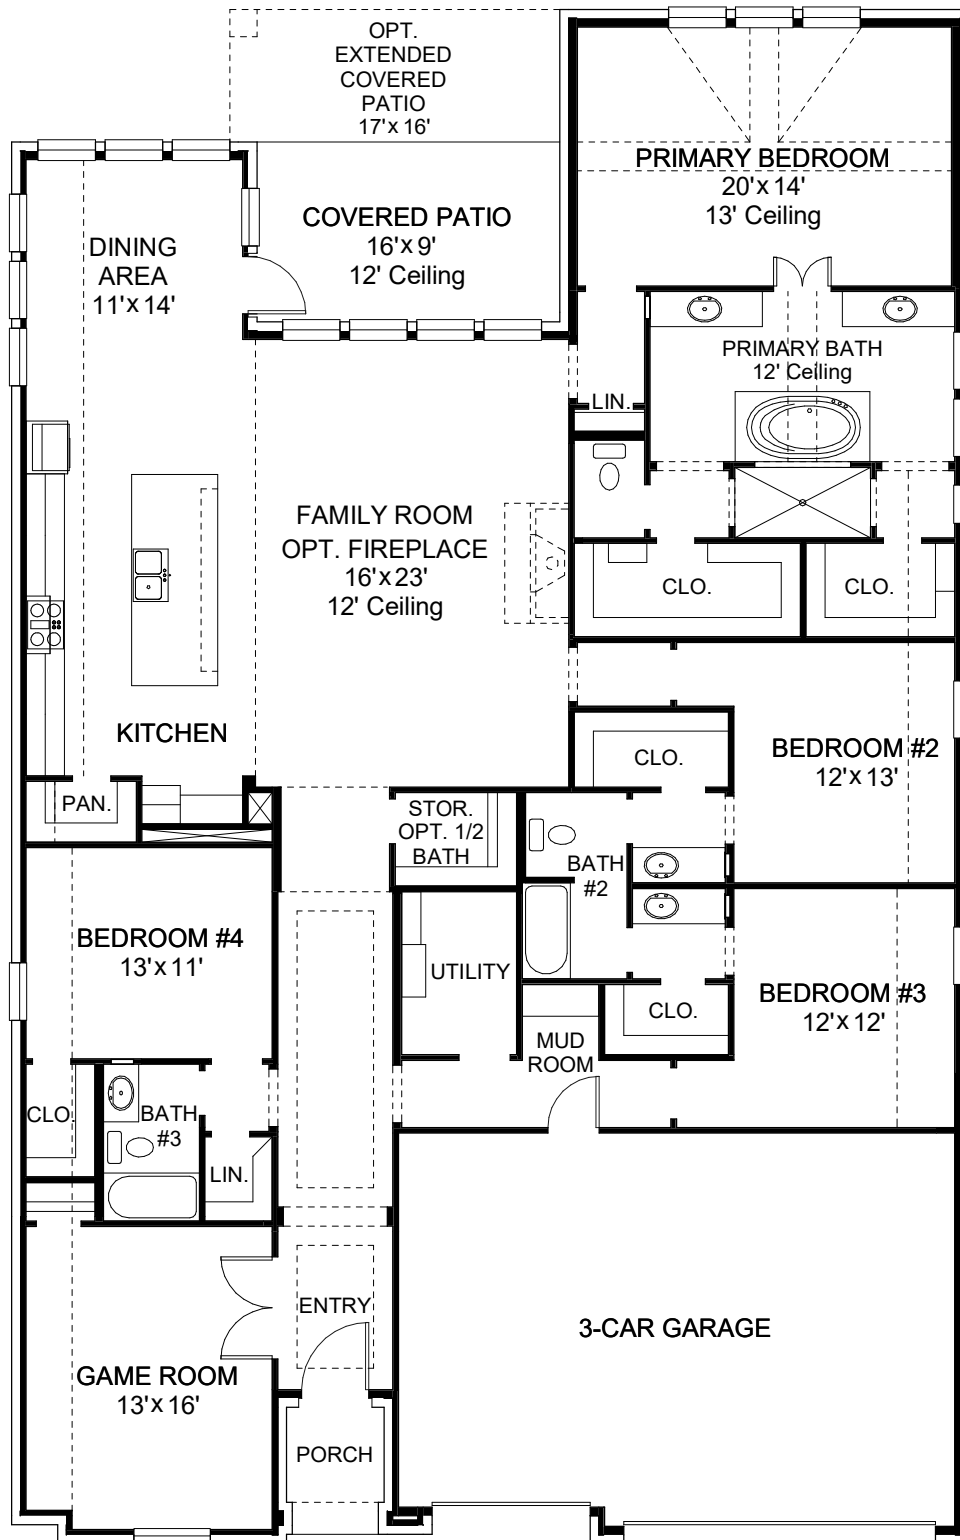 OPT.
EXTENDED
COVERED
PATIO
17' x 16'
PRIMARY BEDROOM
20' x 14'
13' Ceiling
COVERED PATIO
16' x 9'
12' Ceiling
DINING
AREA
11' x 14'
PRIMARY BATH
12' Ceiling
LIN.
FAMILY ROOM
OPT. FIREPLACE
16' x 23'
12' Ceiling
CLO.
CLO.
KITCHEN
BEDROOM #2
12' x 13'
CLO.
PAN.
STOR.
OPT. 1/2
BATH
BATH
#2
BEDROOM #4
13' x 11'
UTILITY
BEDROOM #3
12' x 12'
CLO.
MUD
ROOM
CLO.
BATH
#3
LIN.
ENTRY
3-CAR GARAGE
GAME ROOM
13' x 16'
PORCH